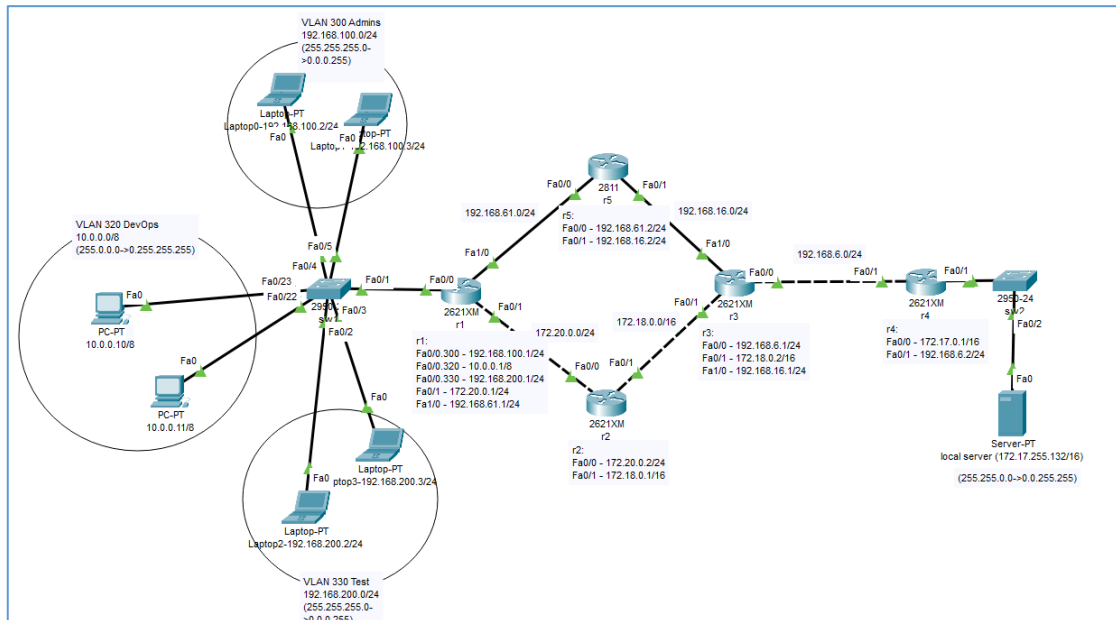 VLAN 300 Admins
192.168.100.0/24
(255.255.255.0-
>0.0.0.255)
Laptop-PT
Laptop0-192.168.100.2/24
Fa0
top-PT
Fa0
192.168.100.3/24
VLAN 320 DevOps
10.0.0.0/8
(255.0.0.0->0.255.255.255)
Fa0
PC-PT
10.0.0.10/8
Fa0
PC-PT
10.0.0.11/8
Fa0/5
Fa0/4
Fa0/23
Fa0/22
Fa0/1
Fa0/3
Fa0/2
Fa0
Laptop-PT
ptop3-192.168.200.3/24
Fa0
Laptop-PT
Laptop2-192.168.200.2/24
VLAN 330 Test
192.168.200.0/24
(255.255.255.0-
>0.0.0.255)
Fa0/0
Fa1/0
Fa0/1
2621XM
r1
r1:
Fa0/0.300 - 192.168.100.1/24
Fa0/0.320 - 10.0.0.1/8
Fa0/0.330 - 192.168.200.1/24
Fa0/1 - 172.20.0.1/24
Fa1/0 - 192.168.61.1/24
192.168.61.0/24
Fa0/0
Fa0/1
2811
r5
r5:
Fa0/0 - 192.168.61.2/24
Fa0/1 - 192.168.16.2/24
192.168.16.0/24
172.20.0.0/24
172.18.0.0/16
Fa0/0
Fa0/1
2621XM
r2
r2:
Fa0/0 - 172.20.0.2/24
Fa0/1 - 172.18.0.1/16
Fa1/0
Fa0/0
Fa0/1
2621XM
r3
r3:
Fa0/0 - 192.168.6.1/24
Fa0/1 - 172.18.0.2/16
Fa1/0 - 192.168.16.1/24
192.168.6.0/24
Fa0/1
Fa0/1
2621XM
r4
r4:
Fa0/0 - 172.17.0.1/16
Fa0/1 - 192.168.6.2/24
2950-24
sw2
Fa0/2
Fa0
Server-PT
local server (172.17.255.132/16)
(255.255.0.0->0.0.255.255)